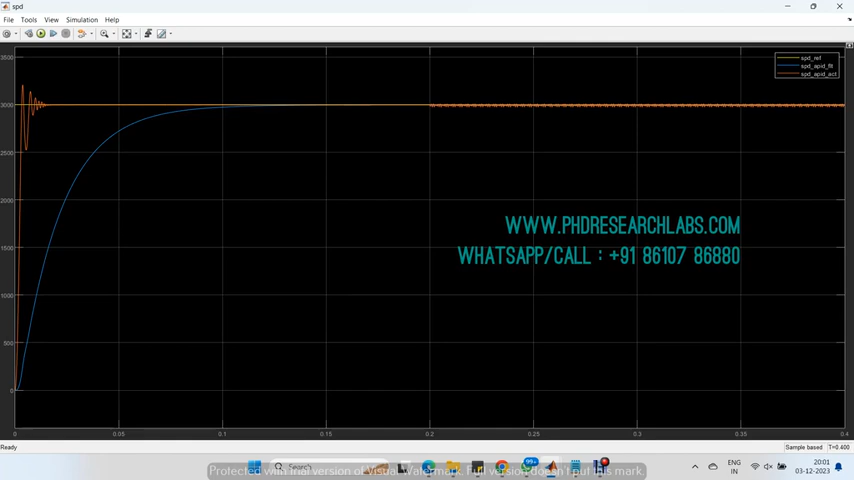 spd
File Tools View Simulation Help
spd_ref
spd_apid_flt
spd_apid_act
3500
3000
2500
2000
1500
1000
500
0
0 0.05 0.1 0.15 0.2 0.25 0.3 0.35 0.4
WWW.PHDRESEARCHLABS.COM
WHATSAPP/CALL : +91 86107 86880
Ready
Sample based T=0.400
Search
99+
ENG
IN
20:01
03-12-2023
Protected with trial version of Visual Watermark. Full version doesn't put this mark.